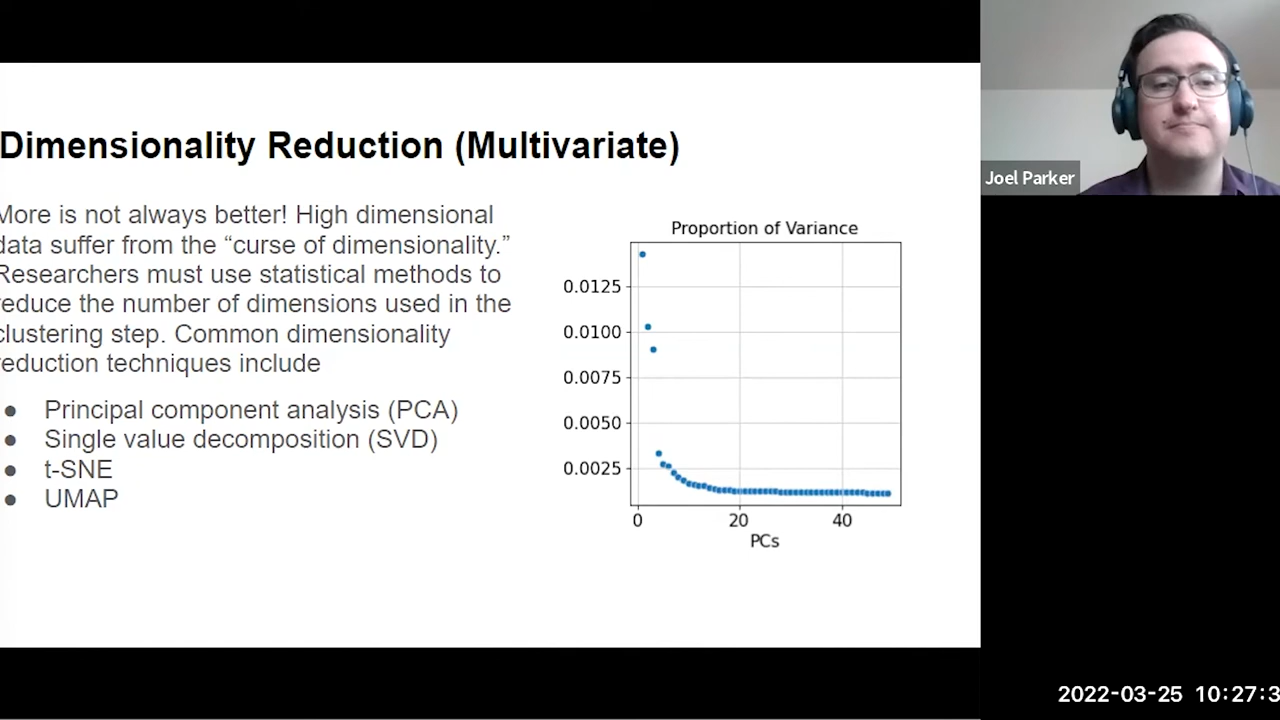 Dimensionality Reduction (Multivariate)
More is not always better! High dimensional
data suffer from the “curse of dimensionality.”
Researchers must use statistical methods to
reduce the number of dimensions used in the
clustering step. Common dimensionality
reduction techniques include
● Principal component analysis (PCA)
● Single value decomposition (SVD)
● t-SNE
● UMAP
Proportion of Variance
0.0125
0.0100
0.0075
0.0050
0.0025
0 20 40
PCs
Joel Parker
2022-03-25 10:27:3